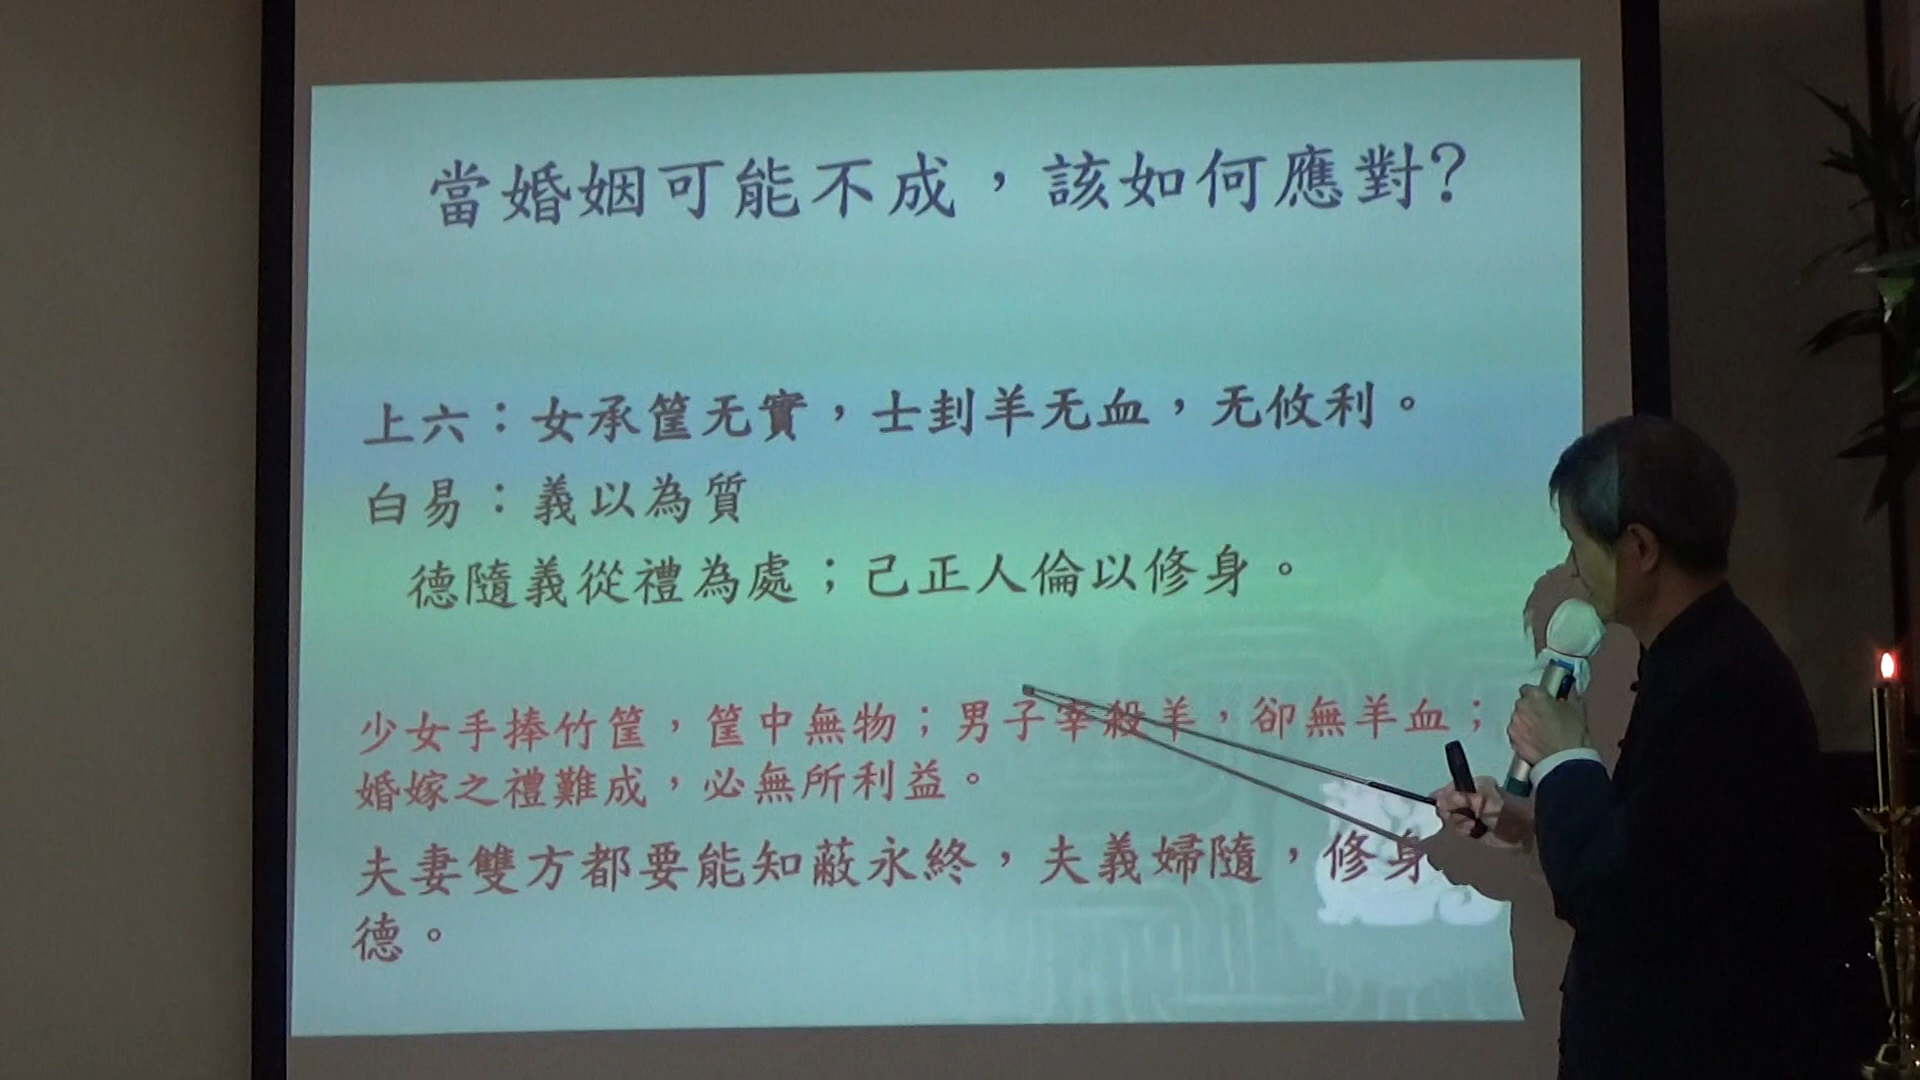 當婚姻可能不成，該如何應對?
上六：女承筐无實，士刲羊无血，无攸利。
白易：義以為質
德隨義從禮為處；己正人倫以修身。
少女手捧竹筐，筐中無物；男子宰殺羊，卻無羊血；
婚嫁之禮難成，必無所利益。
夫妻雙方都要能知蔽永終，夫義婦隨，修身
德。